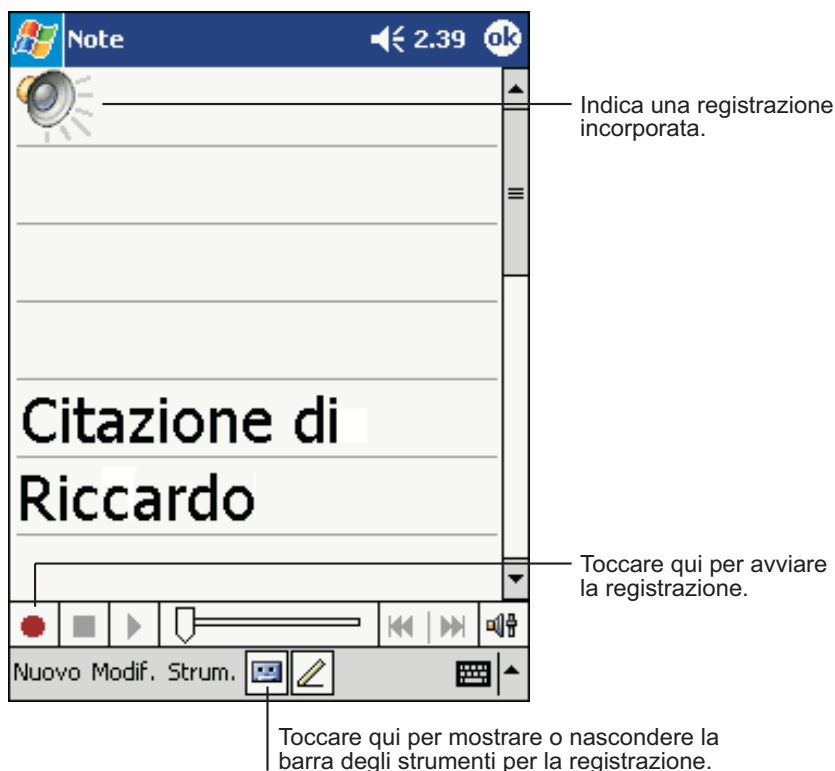 Note 2.39 ok
Indica una registrazione
incorporata.
Citazione di
Riccardo
Toccare qui per avviare
la registrazione.
Nuovo Modif. Strum.
Toccare qui per mostrare o nascondere la
barra degli strumenti per la registrazione.